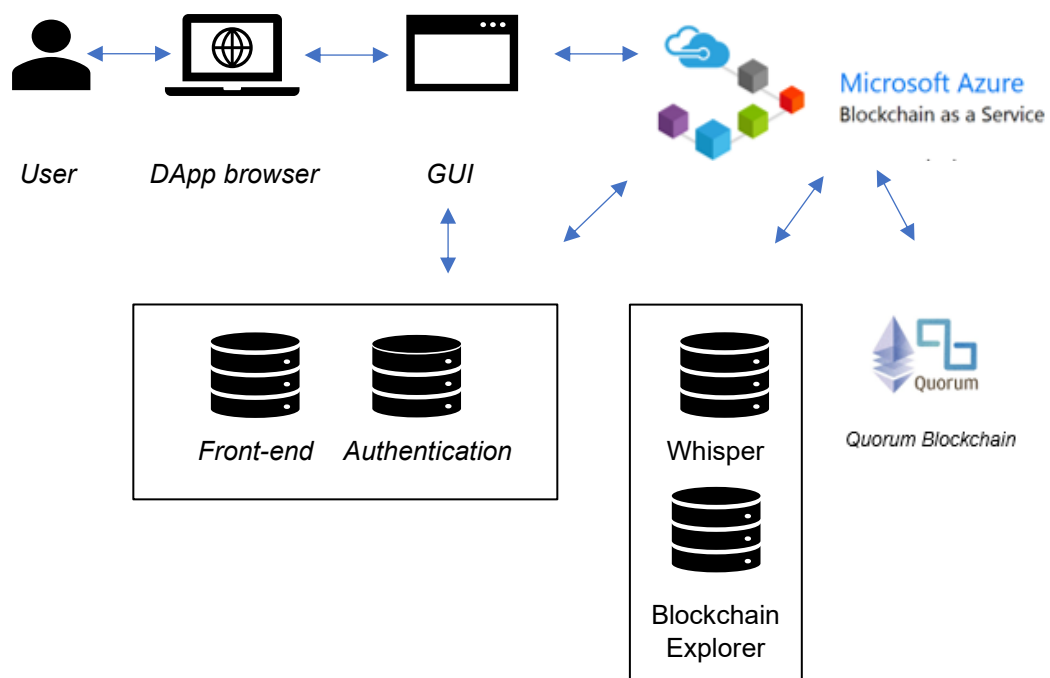 Microsoft Azure
Blockchain as a Service
User
DApp browser
GUI
Quorum
Front-end
Authentication
Whisper
Quorum Blockchain
Blockchain
Explorer